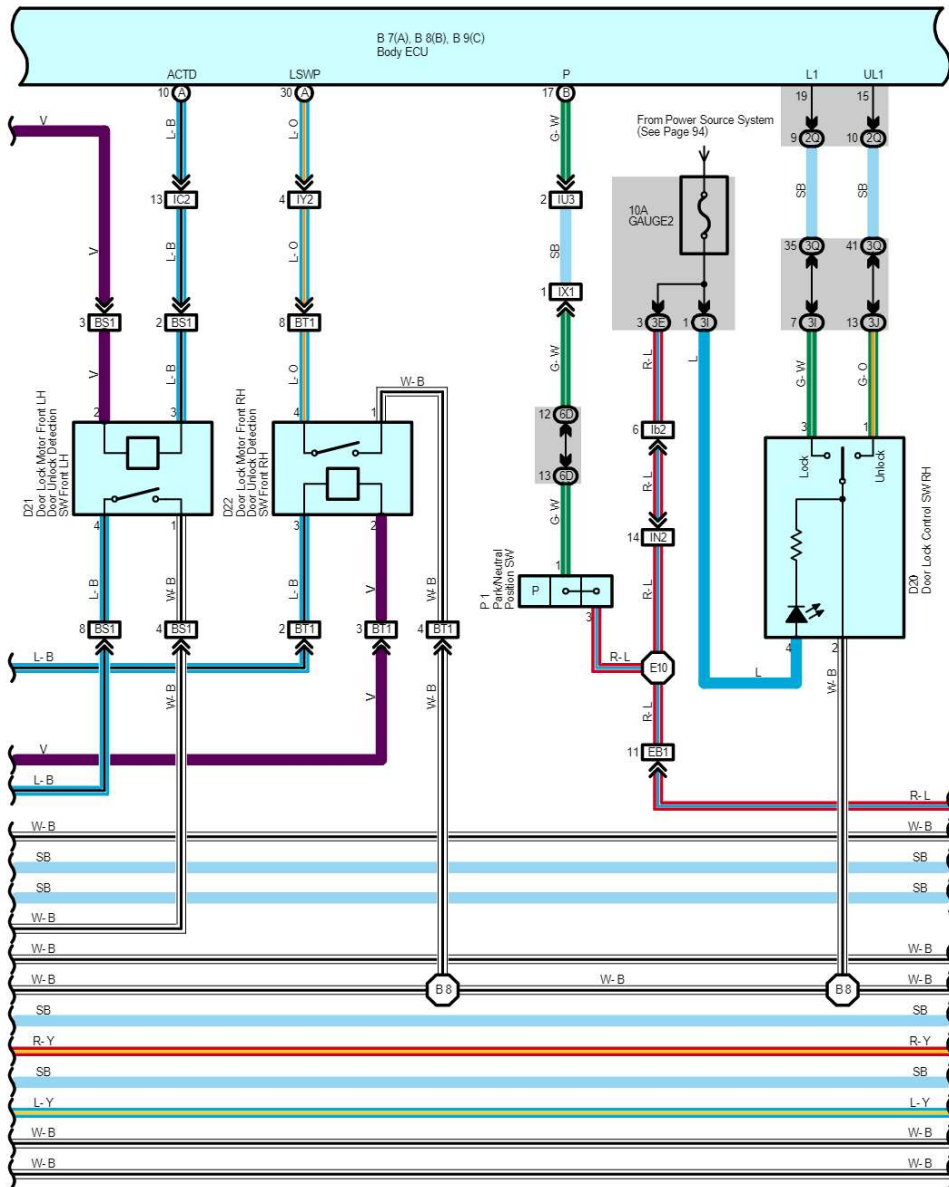 B 7(A), B 8(B), B 9(C)
Body ECU
ACTD
LSWP
P
L1
UL1
10 A
30 A
17 B
19
15
From Power Source System
(See Page 94)
V
L- B
L- O
G- W
9 2Q
10 2Q
13 IC2
4 IY2
2 IU3
10A
GAUGE2
SB
SB
SB
V
L- B
L- O
35 3Q
41 3Q
1 IX1
3 BS1
2 BS1
8 BT1
3 3E
1 3I
7 3I
13 3J
V
L- B
L- O
W- B
G- W
R- L
L
G- W
G- O
2
3
4
1
12 6D
6 Ib2
3
1
D21
Door Lock Motor Front LH
Door Unlock Detection
SW Front LH
D22
Door Lock Motor Front RH
Door Unlock Detection
SW Front RH
Lock
Unlock
13 6D
R- L
4
1
3
2
G- W
14 IN2
D20
Door Lock Control SW RH
L- B
W- B
L- B
V
W- B
P 1
Park/Neutral
Position SW
1
P
3
R- L
8 BS1
4 BS1
2 BT1
3 BT1
4 BT1
4
2
L- B
R- L
E10
L
W- B
W- B
V
W- B
R- L
V
11 EB1
L- B
R- L
W- B
W- B
SB
SB
SB
SB
W- B
W- B
W- B
W- B
B 8
W- B
B 8
W- B
SB
SB
R- Y
R- Y
SB
SB
L- Y
L- Y
W- B
W- B
W- B
W- B